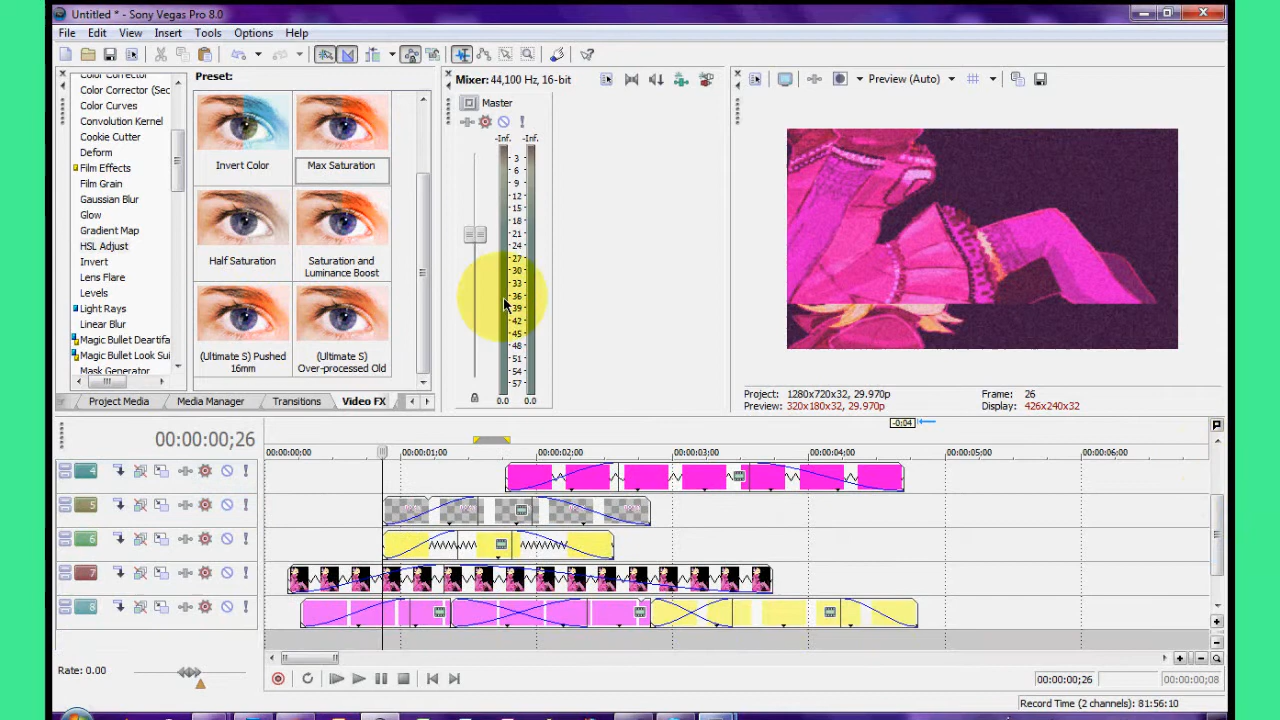 Untitled * - Sony Vegas Pro 8.0
File Edit View Insert Tools Options Help
Color Corrector
Color Corrector (Sec
Color Curves
Convolution Kernel
Cookie Cutter
Deform
Film Effects
Film Grain
Gaussian Blur
Glow
Gradient Map
HSL Adjust
Invert
Lens Flare
Levels
Light Rays
Linear Blur
Magic Bullet Deartifa
Magic Bullet Look Sui
Mask Generator
Preset:
Invert Color
Max Saturation
Half Saturation
Saturation and
Luminance Boost
(Ultimate S) Pushed
16mm
(Ultimate S)
Over-processed Old
Project Media
Media Manager
Transitions
Video FX
Mixer: 44,100 Hz, 16-bit
Master
-Inf. -Inf.
3
6
9
12
15
18
21
24
27
30
33
36
39
42
45
48
51
54
57
0.0 0.0
Preview (Auto)
Project: 1280x720x32, 29.970p
Preview: 320x180x32, 29.970p
Frame: 26
Display: 426x240x32
-0:04
00:00:00;26
00:00:00;00 00:00:01;00 00:00:02;00 00:00:03;00 00:00:04;00 00:00:05;00 00:00:06;00
4
5
6
7
8
Rate: 0.00
00:00:00;26
00:00:00;08
Record Time (2 channels): 81:56:10